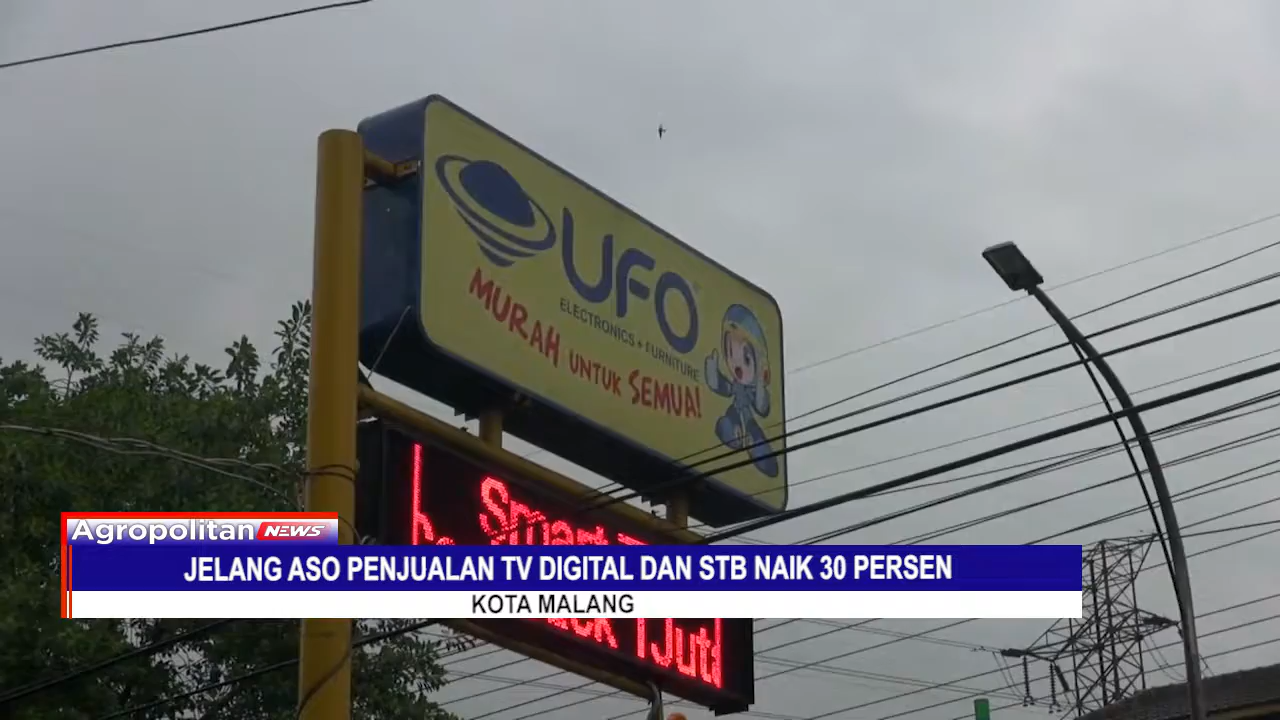 UFO
ELECTRONICS + FURNITURE
MURAH UNTUK SEMUA!
Smart
Agropolitan NEWS
JELANG ASO PENJUALAN TV DIGITAL DAN STB NAIK 30 PERSEN
KOTA MALANG